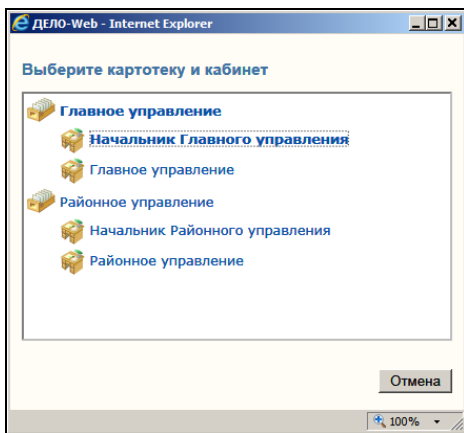 ДЕЛО-Web - Internet Explorer
Выберите картотеку и кабинет
Главное управление
Начальник Главного управления
Главное управление
Районное управление
Начальник Районного управления
Районное управление
Отмена
100%